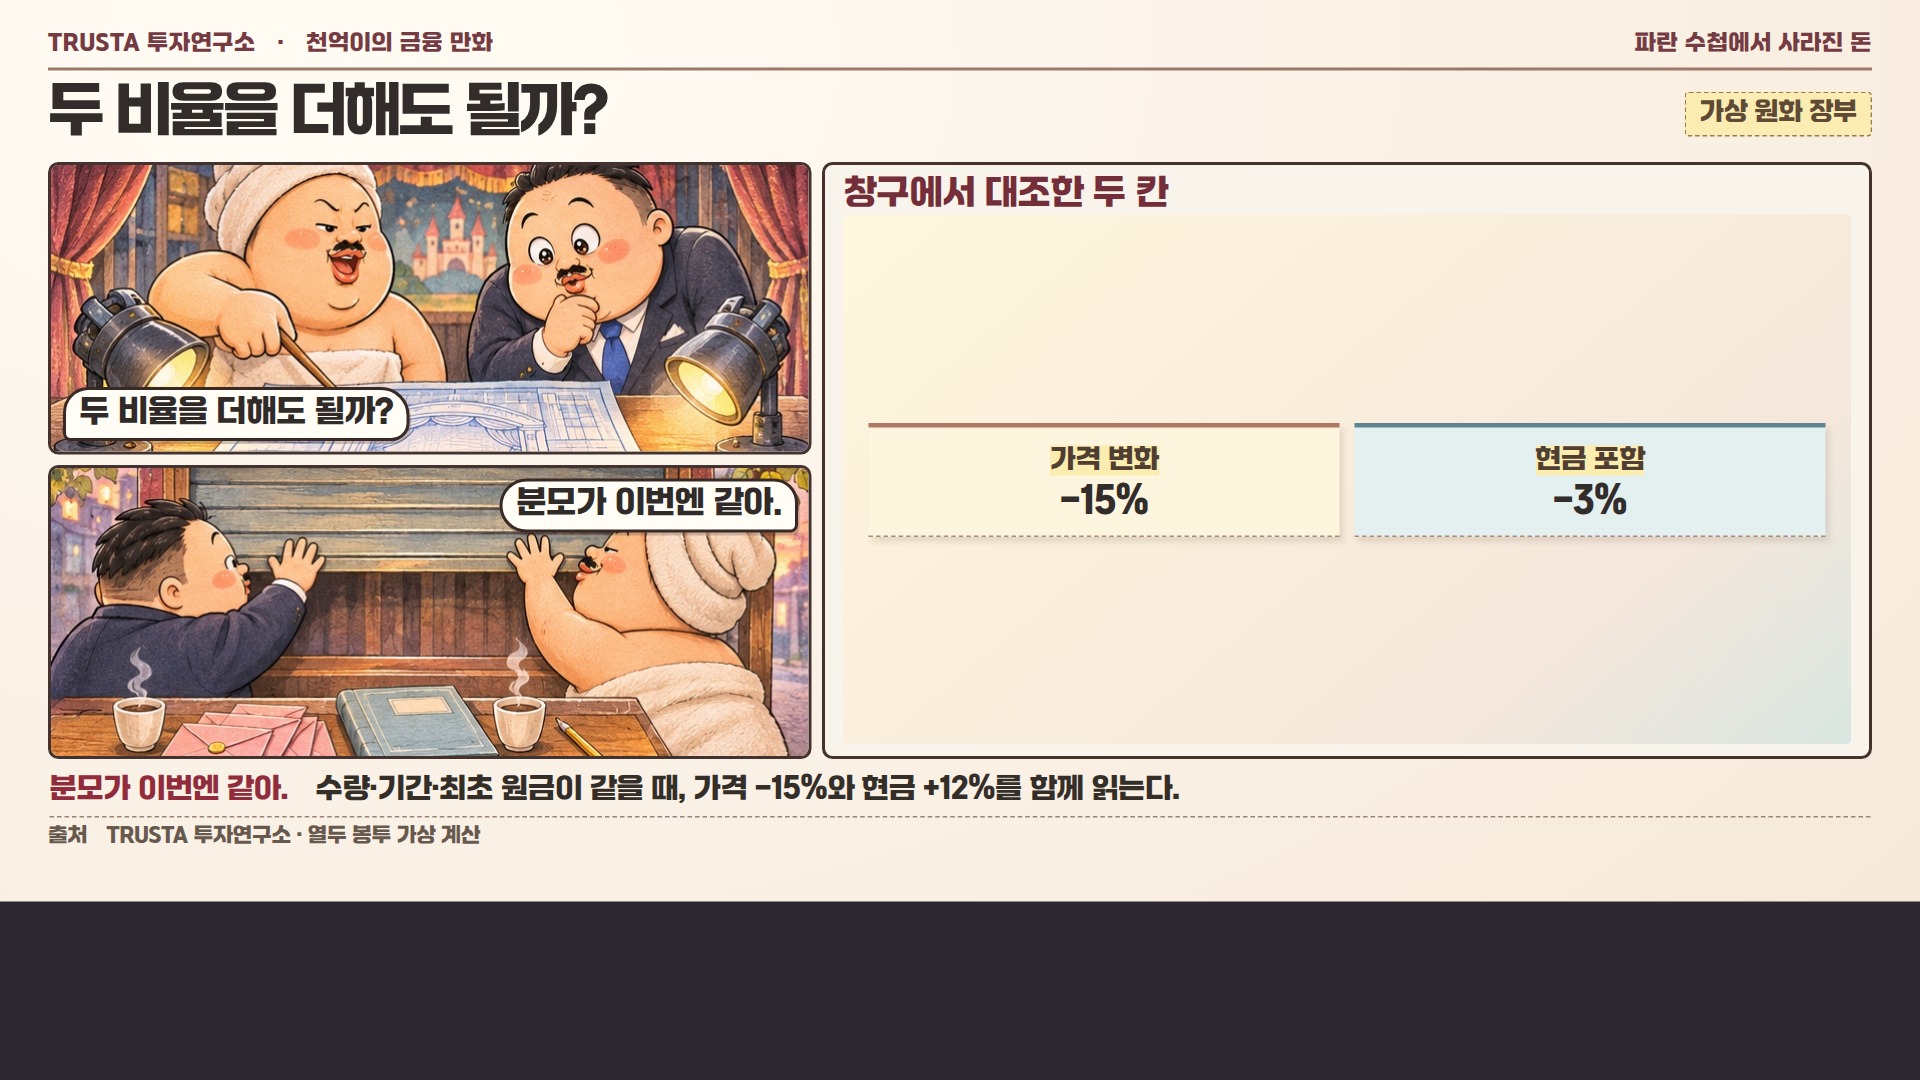 TRUSTA 투자연구소 · 천억이의 금융 만화
파란 수첩에서 사라진 돈
두 비율을 더해도 될까?
가상 원화 장부
두 비율을 더해도 될까?
분모가 이번엔 같아.
창구에서 대조한 두 칸
가격 변화
−15%
현금 포함
−3%
분모가 이번엔 같아. 수량·기간·최초 원금이 같을 때, 가격 −15%와 현금 +12%를 함께 읽는다.
출처 TRUSTA 투자연구소 · 열두 봉투 가상 계산